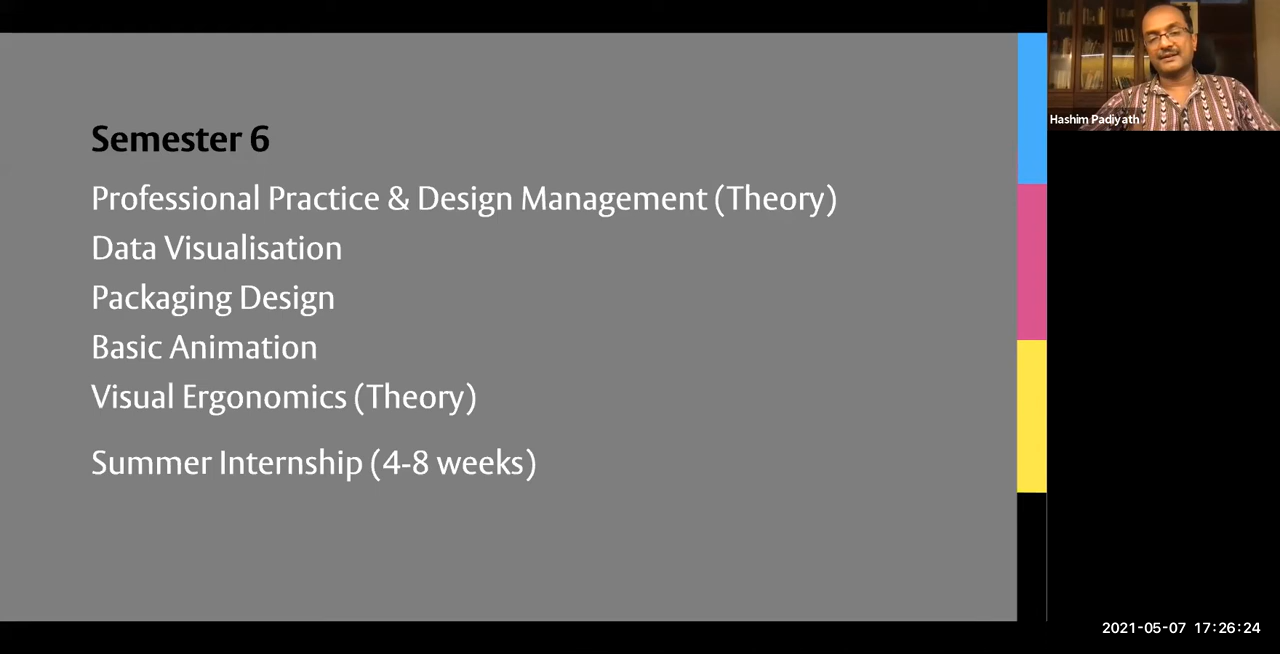 Semester 6
Professional Practice & Design Management (Theory)
Data Visualisation
Packaging Design
Basic Animation
Visual Ergonomics (Theory)
Summer Internship (4-8 weeks)
Hashim Padiyath
2021-05-07 17:26:24